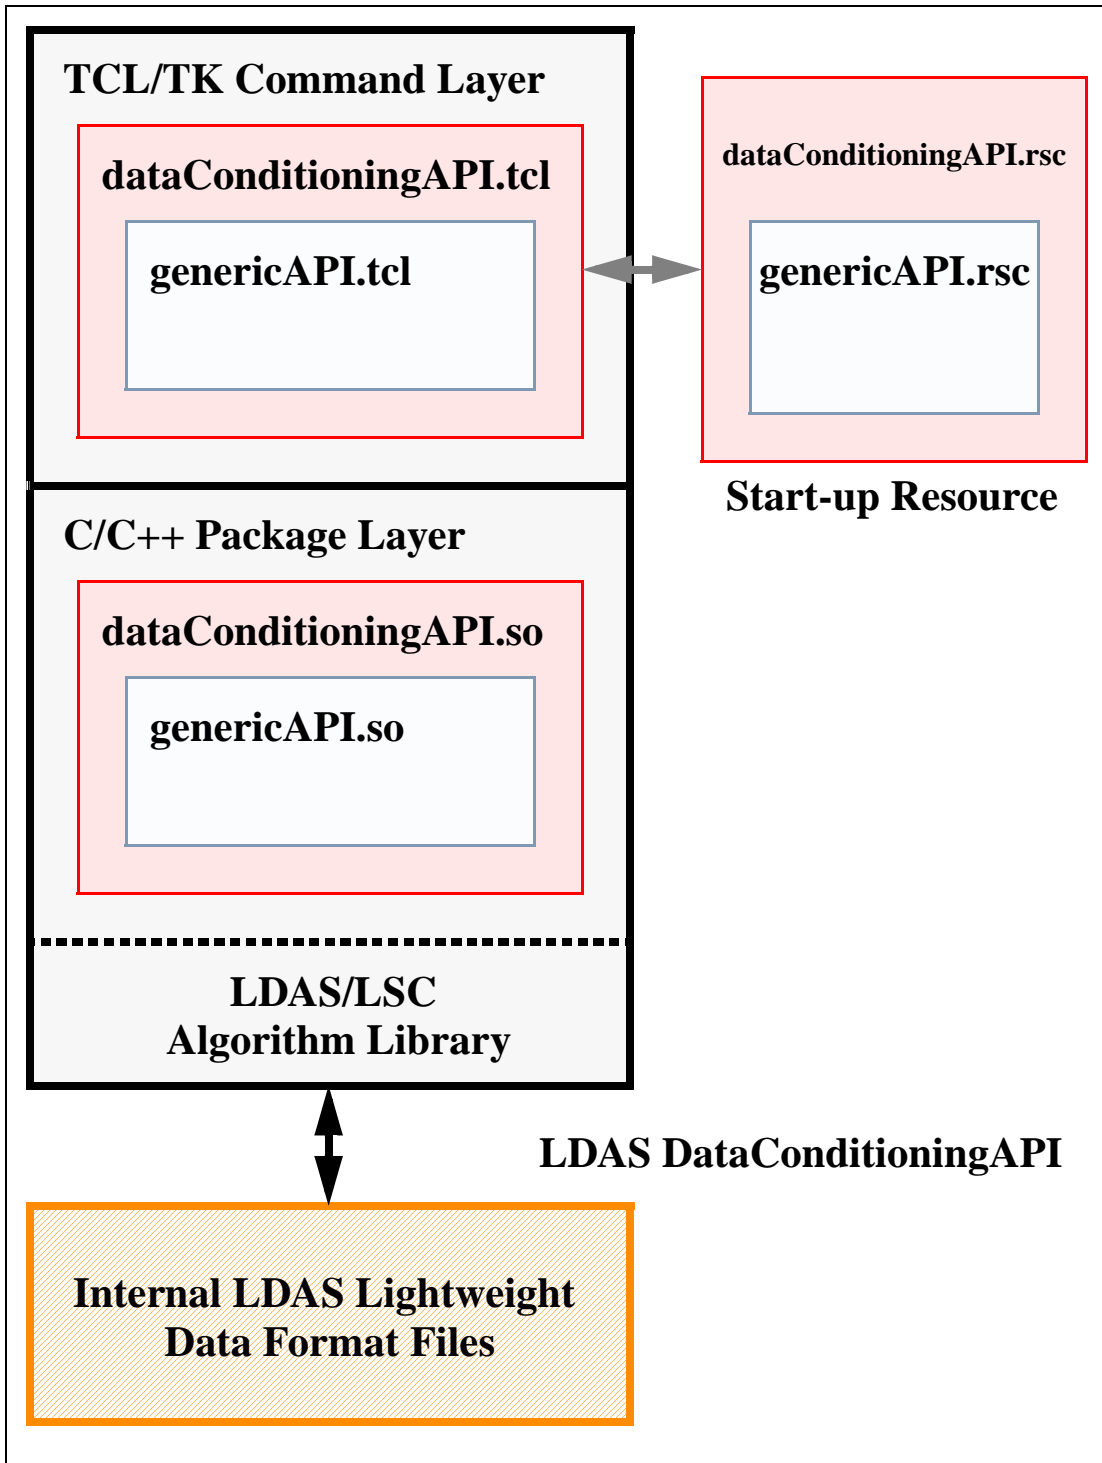 TCL/TK Command Layer
dataConditioningAPI.tcl
genericAPI.tcl
dataConditioningAPI.rsc
genericAPI.rsc
Start-up Resource
C/C++ Package Layer
dataConditioningAPI.so
genericAPI.so
LDAS/LSC
Algorithm Library
LDAS DataConditioningAPI
Internal LDAS Lightweight
Data Format Files